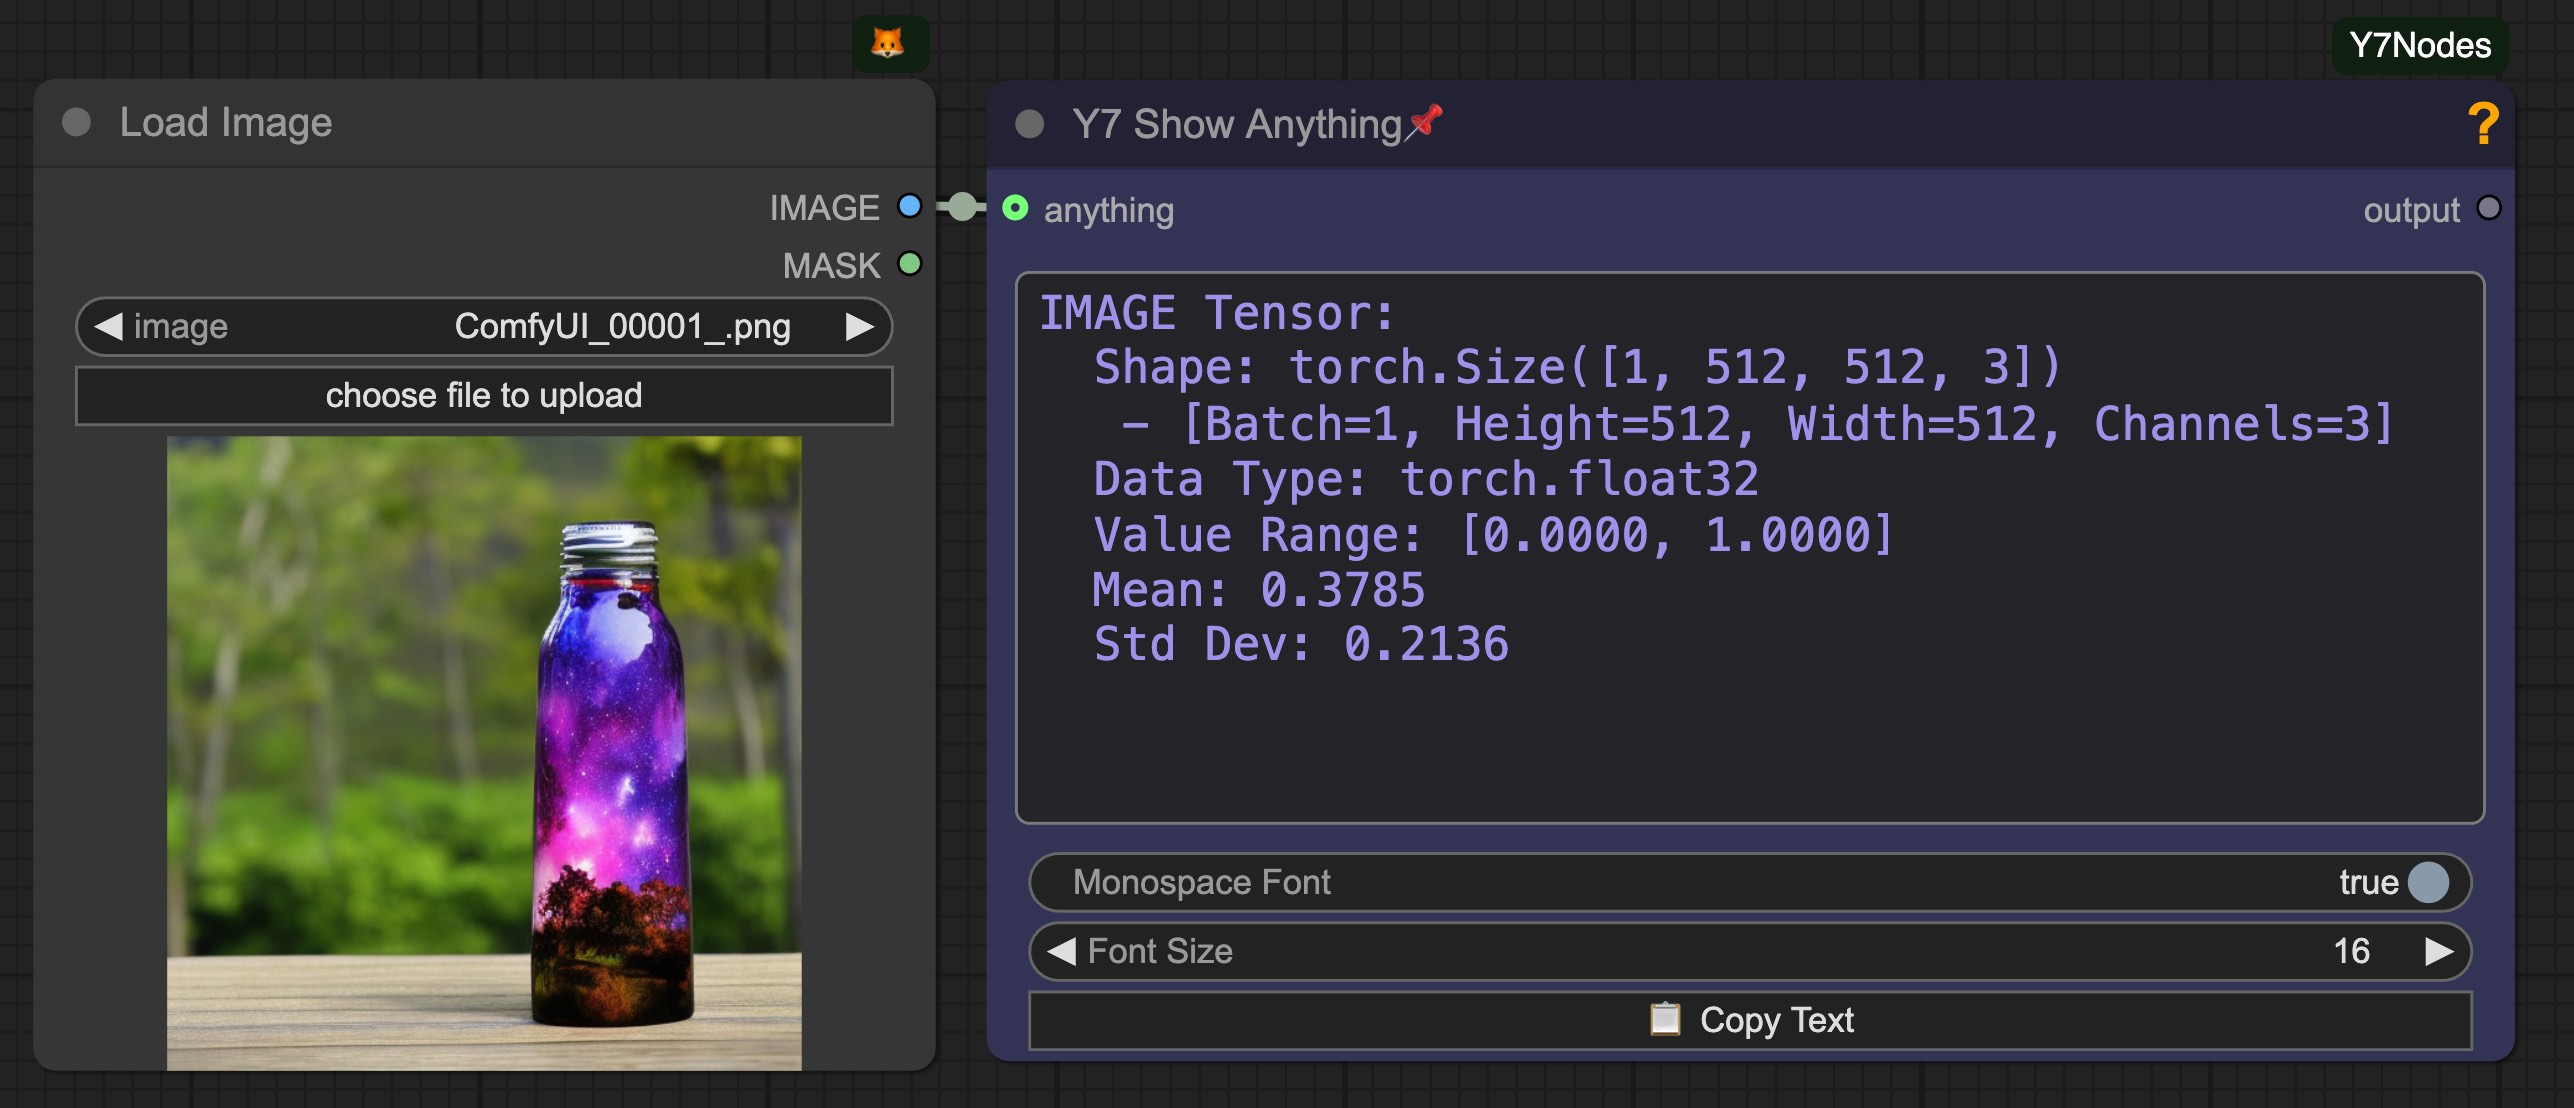 Y7Nodes
Load Image
IMAGE
MASK
image ComfyUI_00001_.png
choose file to upload
Y7 Show Anything📌
?
anything
output
IMAGE Tensor:
  Shape: torch.Size([1, 512, 512, 3])
   – [Batch=1, Height=512, Width=512, Channels=3]
  Data Type: torch.float32
  Value Range: [0.0000, 1.0000]
  Mean: 0.3785
  Std Dev: 0.2136
Monospace Font true
Font Size 16
📋 Copy Text